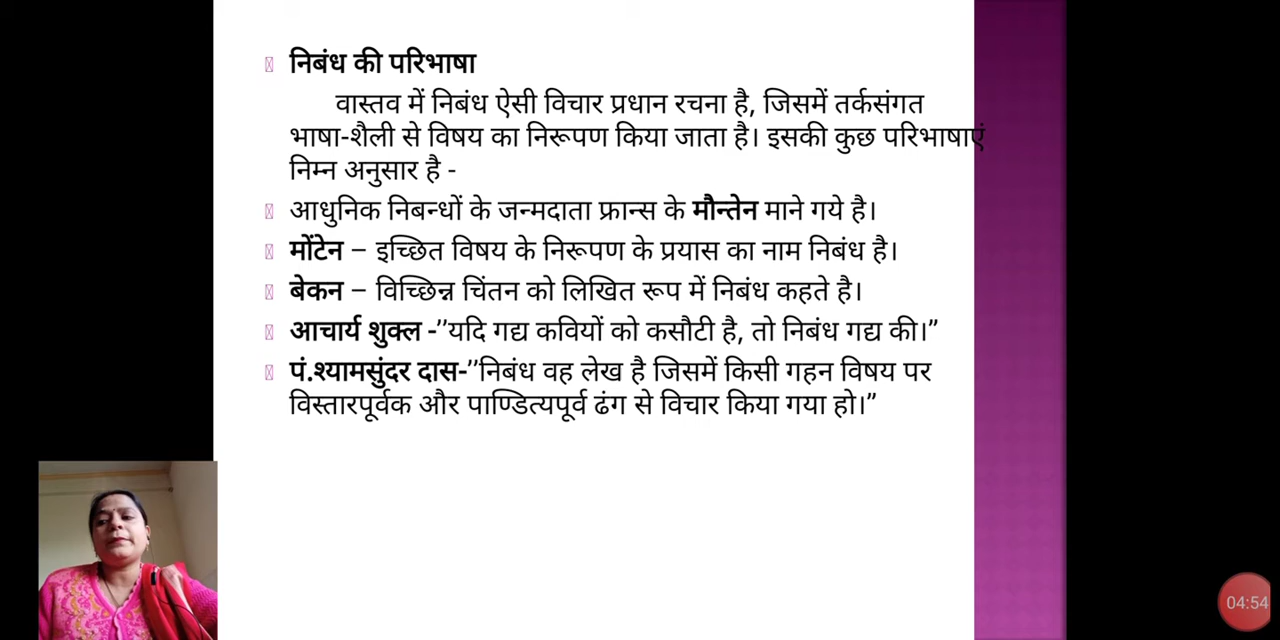 निबंध की परिभाषा
वास्तव में निबंध ऐसी विचार प्रधान रचना है, जिसमें तर्कसंगत
भाषा-शैली से विषय का निरूपण किया जाता है। इसकी कुछ परिभाषाएं
निम्न अनुसार है -
आधुनिक निबन्धों के जन्मदाता फ्रान्स के मौन्तेन माने गये है।
मोंटेन – इच्छित विषय के निरूपण के प्रयास का नाम निबंध है।
बेकन – विच्छिन्न चिंतन को लिखित रूप में निबंध कहते है।
आचार्य शुक्ल -’’यदि गद्य कवियों को कसौटी है, तो निबंध गद्य की।”
पं.श्यामसुंदर दास-’’निबंध वह लेख है जिसमें किसी गहन विषय पर
विस्तारपूर्वक और पाण्डित्यपूर्व ढंग से विचार किया गया हो।”
04:54